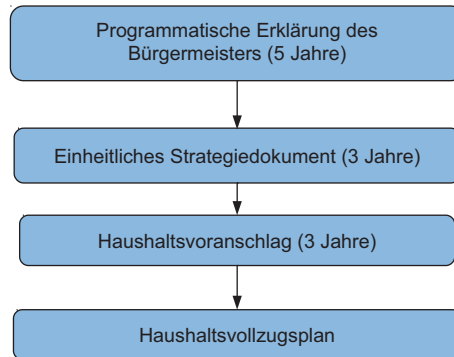 Programmatische Erklärung des
Bürgermeisters (5 Jahre)
Einheitliches Strategiedokument (3 Jahre)
Haushaltsvoranschlag (3 Jahre)
Haushaltsvollzugsplan